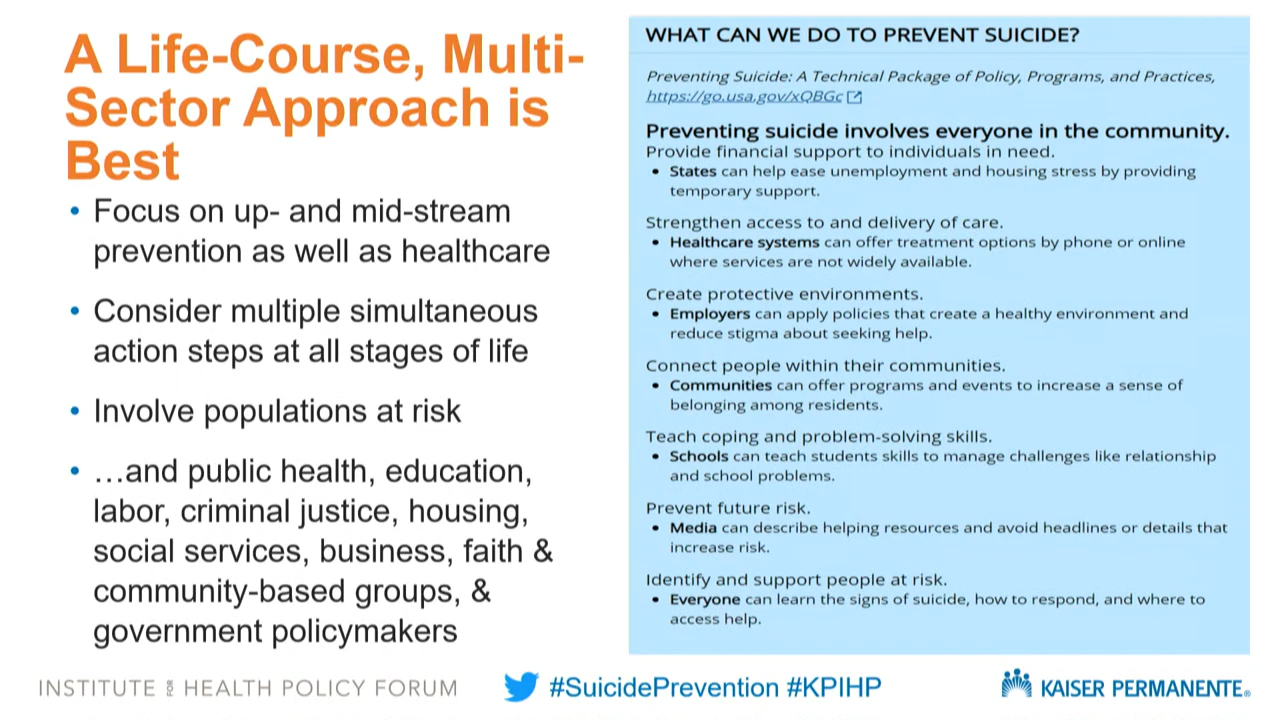 A Life-Course, Multi-
Sector Approach is
Best
• Focus on up- and mid-stream
prevention as well as healthcare
• Consider multiple simultaneous
action steps at all stages of life
• Involve populations at risk
• …and public health, education,
labor, criminal justice, housing,
social services, business, faith &
community-based groups, &
government policymakers
WHAT CAN WE DO TO PREVENT SUICIDE?
Preventing Suicide: A Technical Package of Policy, Programs, and Practices,
https://go.usa.gov/xQBGc
Preventing suicide involves everyone in the community.
Provide financial support to individuals in need.
• States can help ease unemployment and housing stress by providing
temporary support.
Strengthen access to and delivery of care.
• Healthcare systems can offer treatment options by phone or online
where services are not widely available.
Create protective environments.
• Employers can apply policies that create a healthy environment and
reduce stigma about seeking help.
Connect people within their communities.
• Communities can offer programs and events to increase a sense of
belonging among residents.
Teach coping and problem-solving skills.
• Schools can teach students skills to manage challenges like relationship
and school problems.
Prevent future risk.
• Media can describe helping resources and avoid headlines or details that
increase risk.
Identify and support people at risk.
• Everyone can learn the signs of suicide, how to respond, and where to
access help.
INSTITUTE FOR HEALTH POLICY FORUM
#SuicidePrevention #KPIHP
KAISER PERMANENTE®